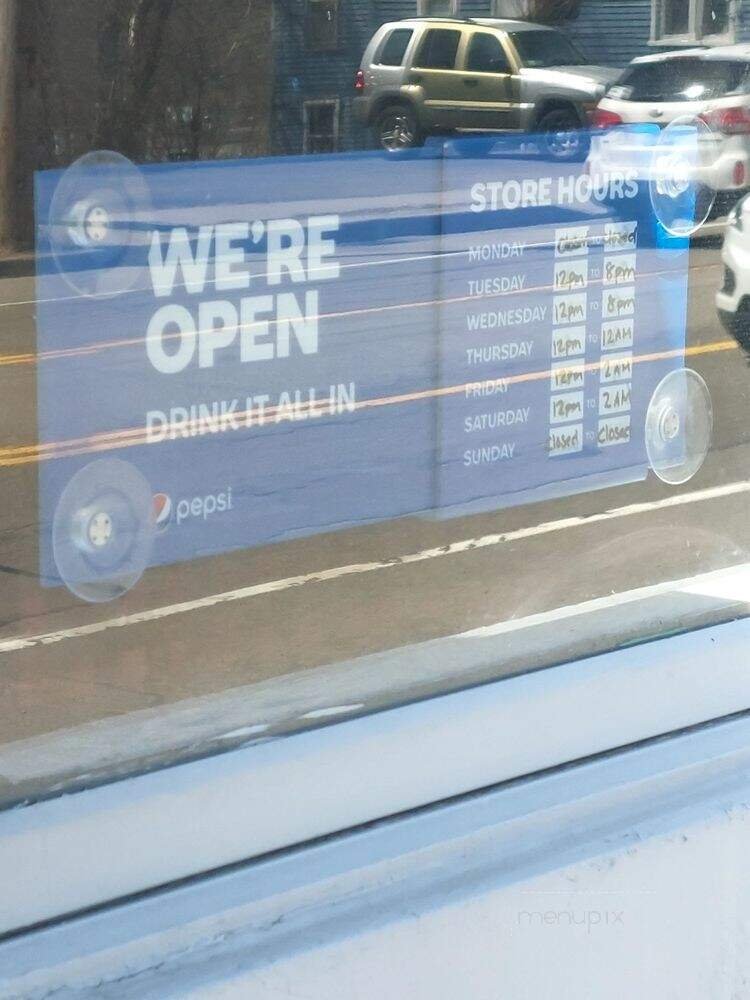 WE'RE
OPEN
DRINK IT ALL IN
pepsi
STORE HOURS
MONDAY closed TO closed
TUESDAY 12pm TO 8pm
WEDNESDAY 12pm TO 8pm
THURSDAY 12pm TO 12AM
FRIDAY 12pm TO 2AM
SATURDAY 12pm TO 2AM
SUNDAY closed TO closed
menupix